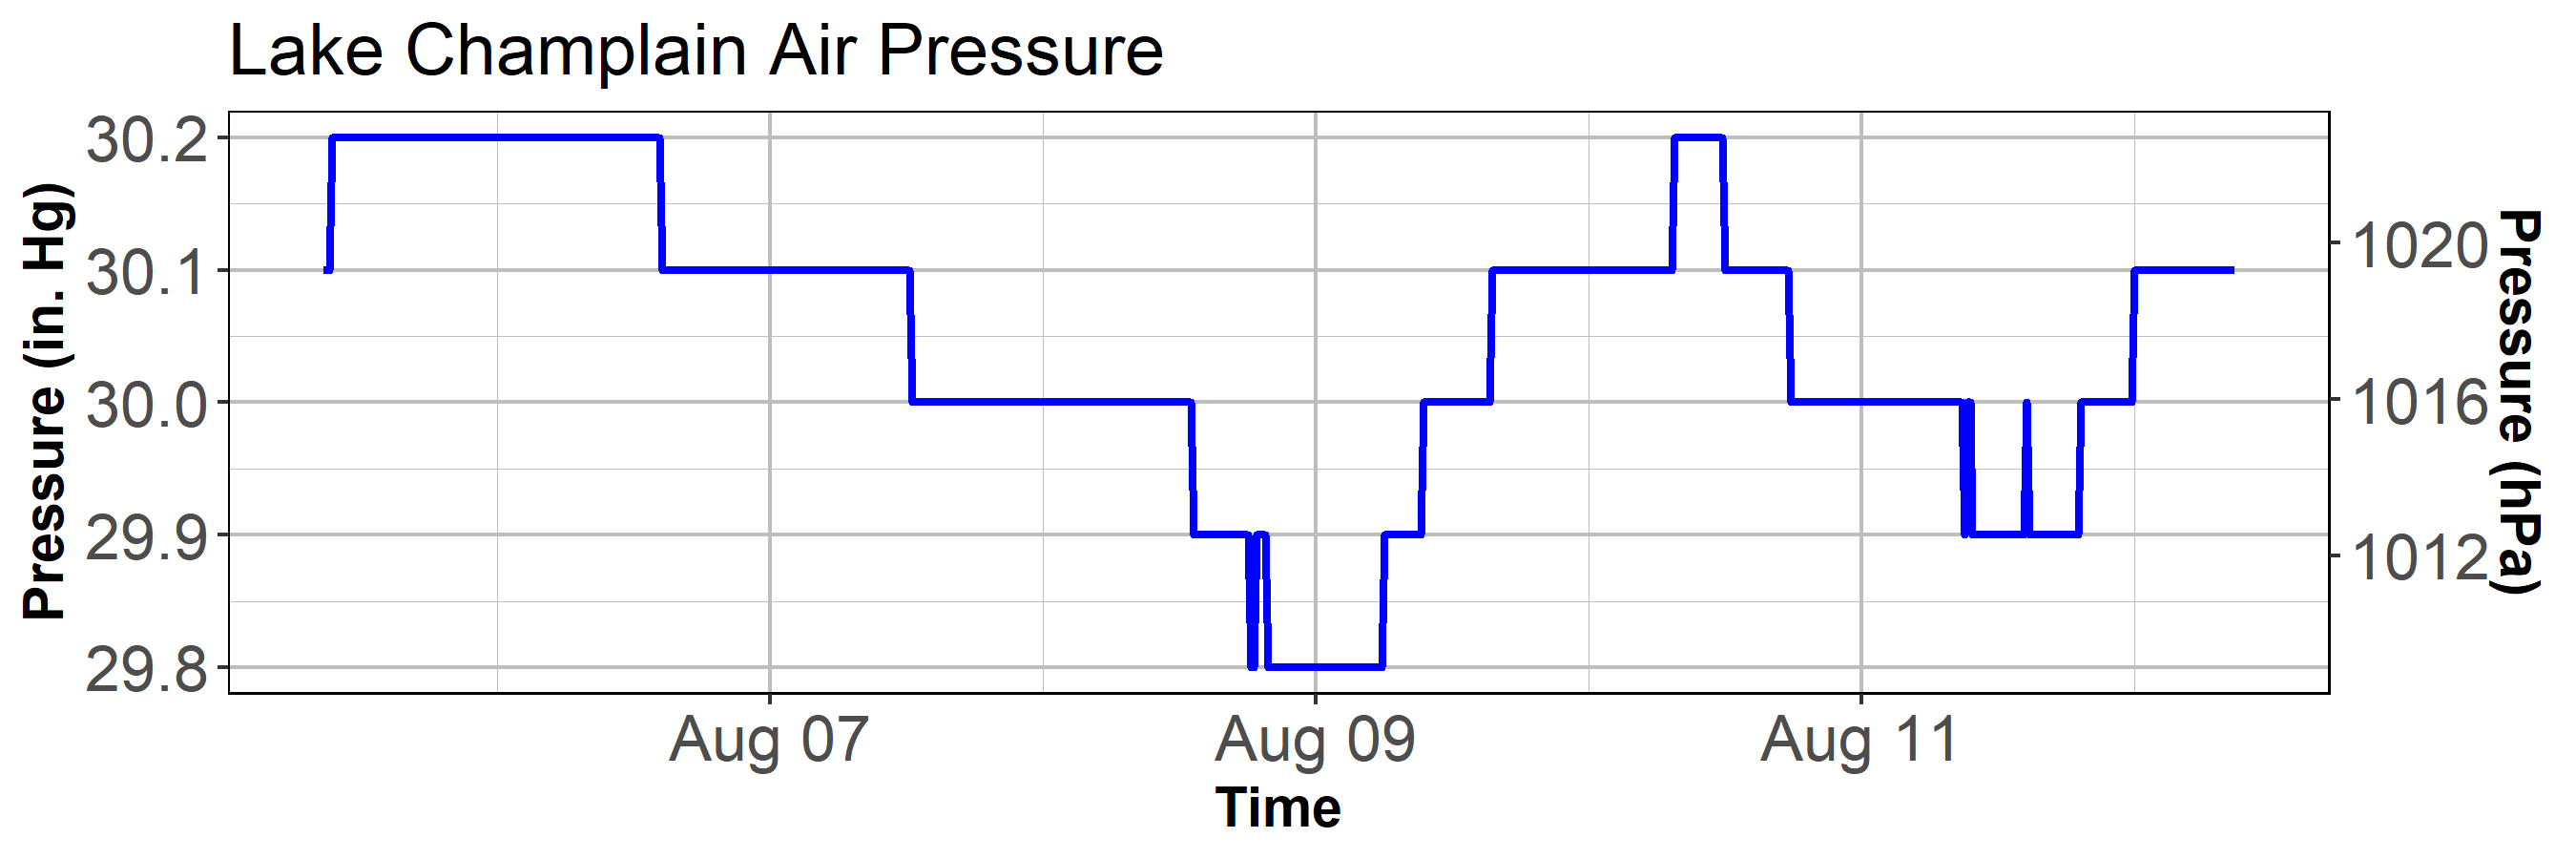 Lake Champlain Air Pressure
30.2
30.1
30.0
29.9
29.8
Pressure (in. Hg)
1020
1016
1012
Pressure (hPa)
Aug 07
Aug 09
Aug 11
Time